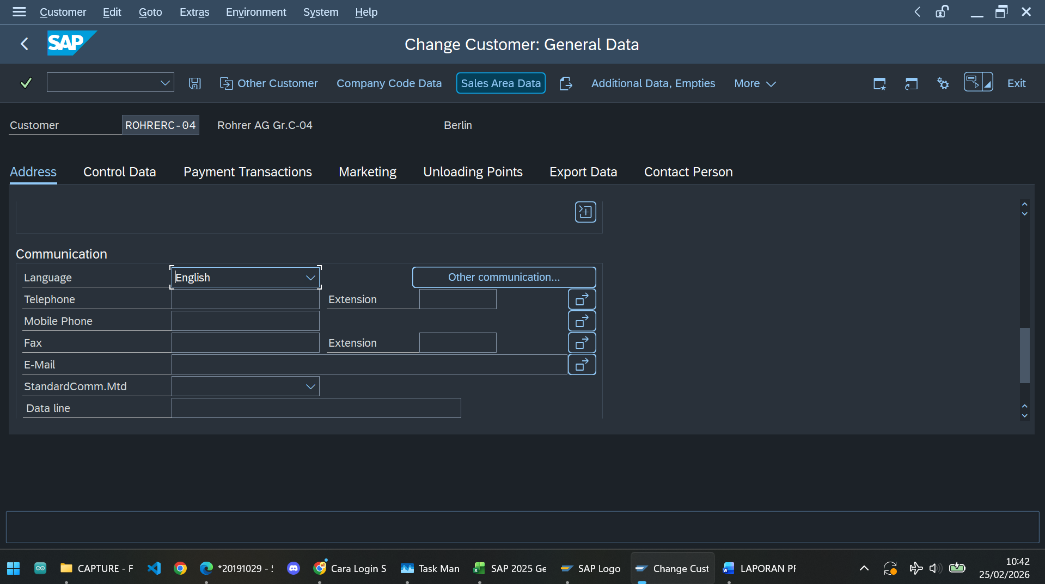 Customer Edit Goto Extras Environment System Help
SAP
Change Customer: General Data
Other Customer Company Code Data Sales Area Data Additional Data, Empties More Exit
Customer ROHRERC-04 Rohrer AG Gr.C-04 Berlin
Address Control Data Payment Transactions Marketing Unloading Points Export Data Contact Person
Communication
Language English Other communication...
Telephone Extension
Mobile Phone
Fax Extension
E-Mail
StandardComm.Mtd
Data line
CAPTURE - F *20191029 - S Cara Login S Task Man SAP 2025 Ge SAP Logo Change Cust LAPORAN PF
10:42
25/02/2026